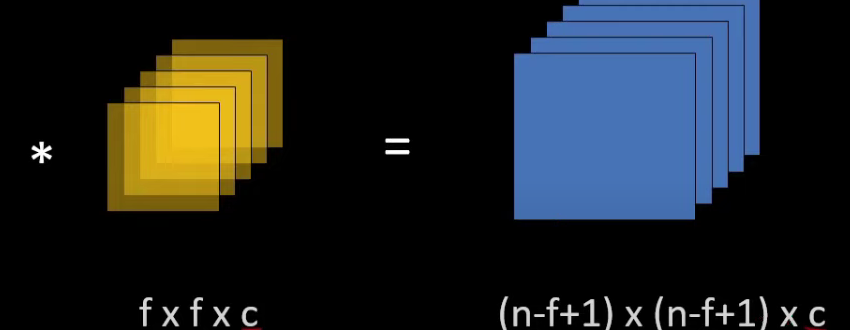 * =
f x f x c (n-f+1) x (n-f+1) x c